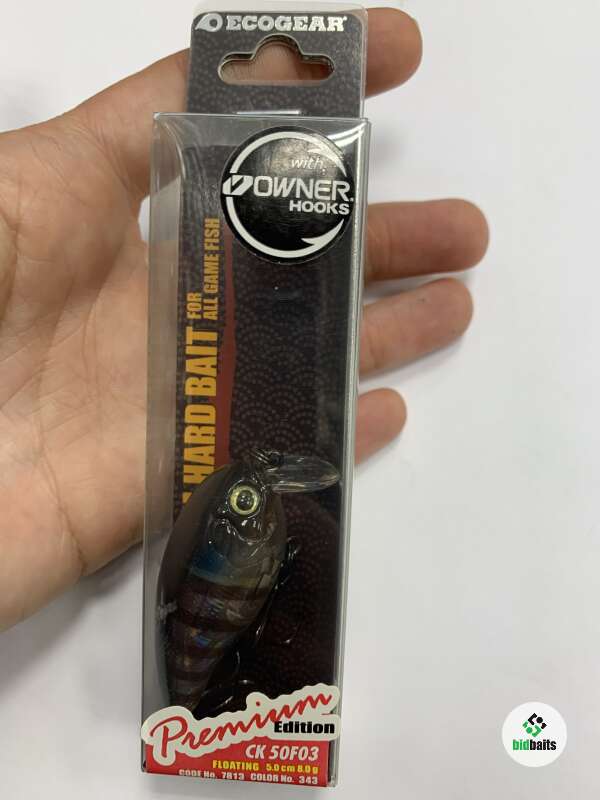 ECOGEAR
with
OWNER
HOOKS
HARD BAIT FOR
ALL GAME FISH
Premium
Edition
CK 50F03
FLOATING 5.0cm 8.0g
CODE No. 7813 COLOR No. 343
bidbaits